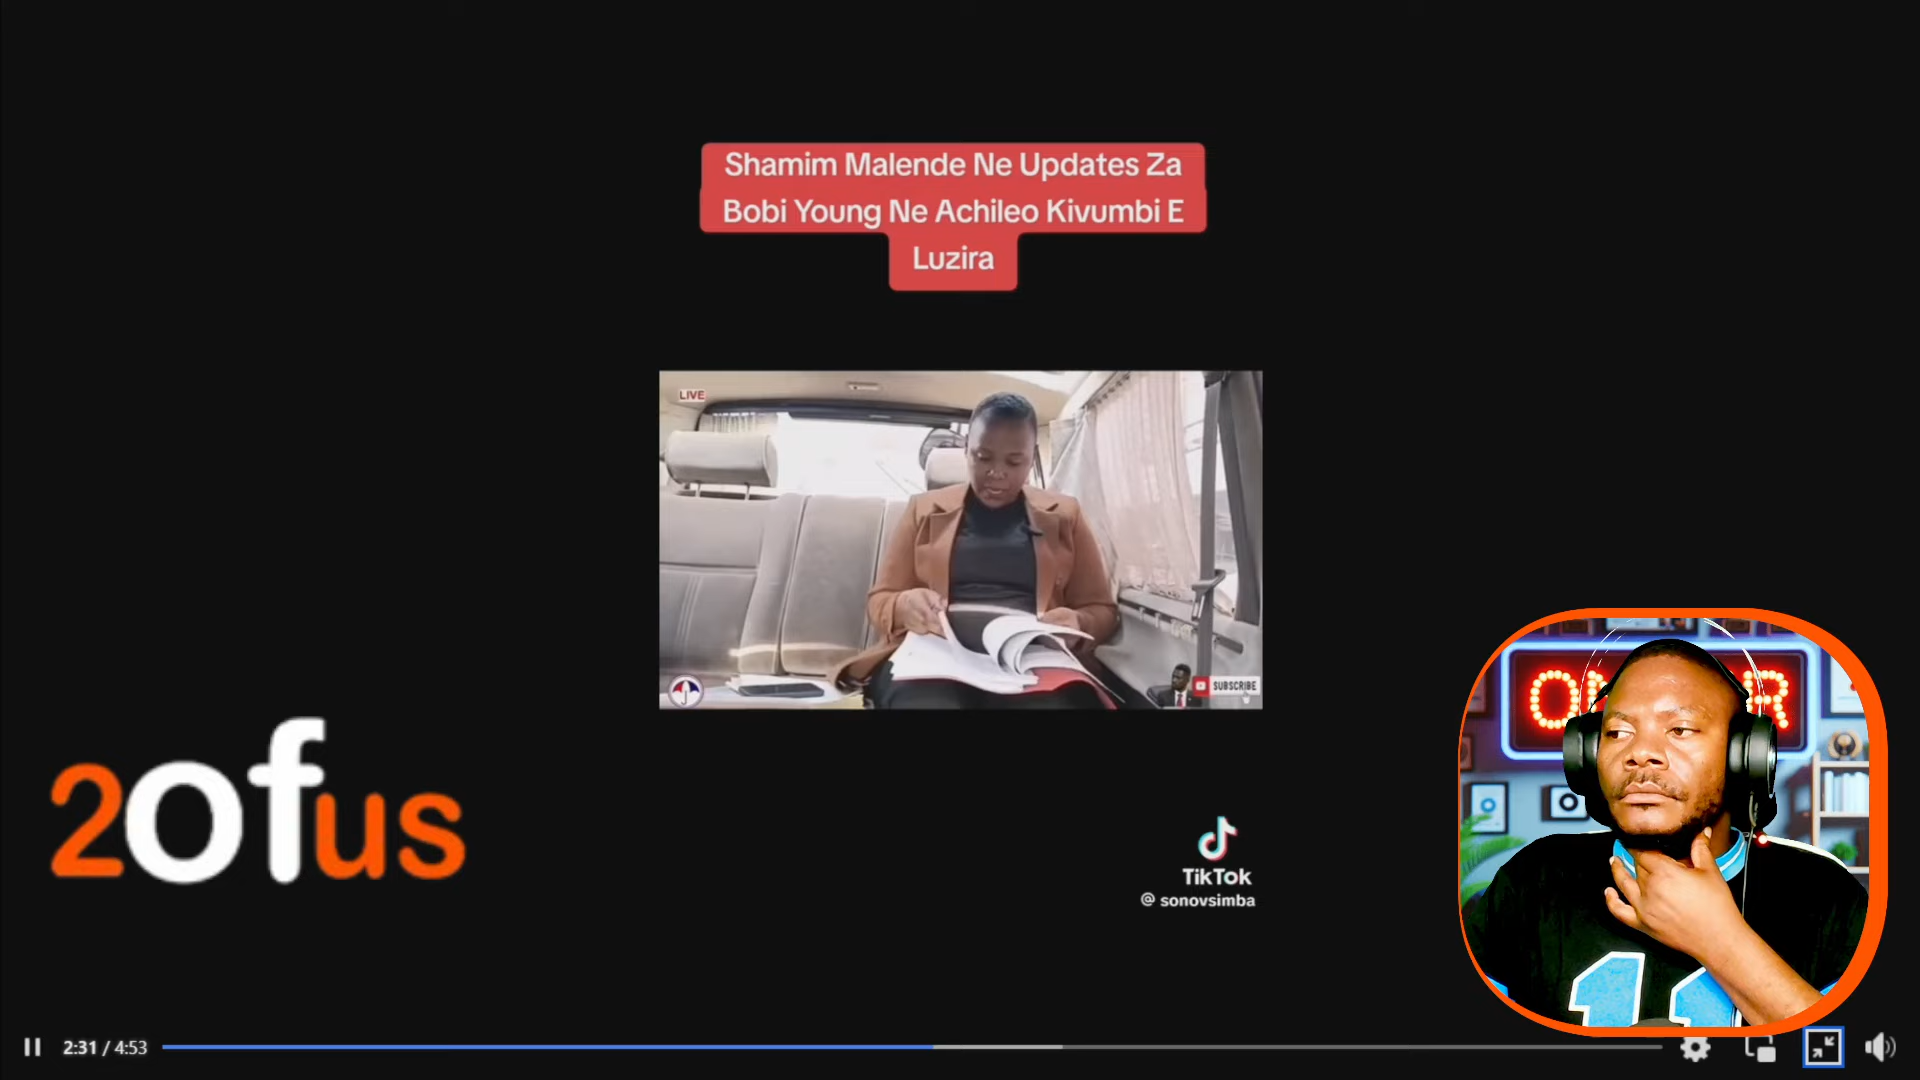 Shamim Malende Ne Updates Za
Bobi Young Ne Achileo Kivumbi E
Luzira
LIVE
SUBSCRIBE
2ofus
TikTok
@ sonovsimba
2:31 / 4:53
11